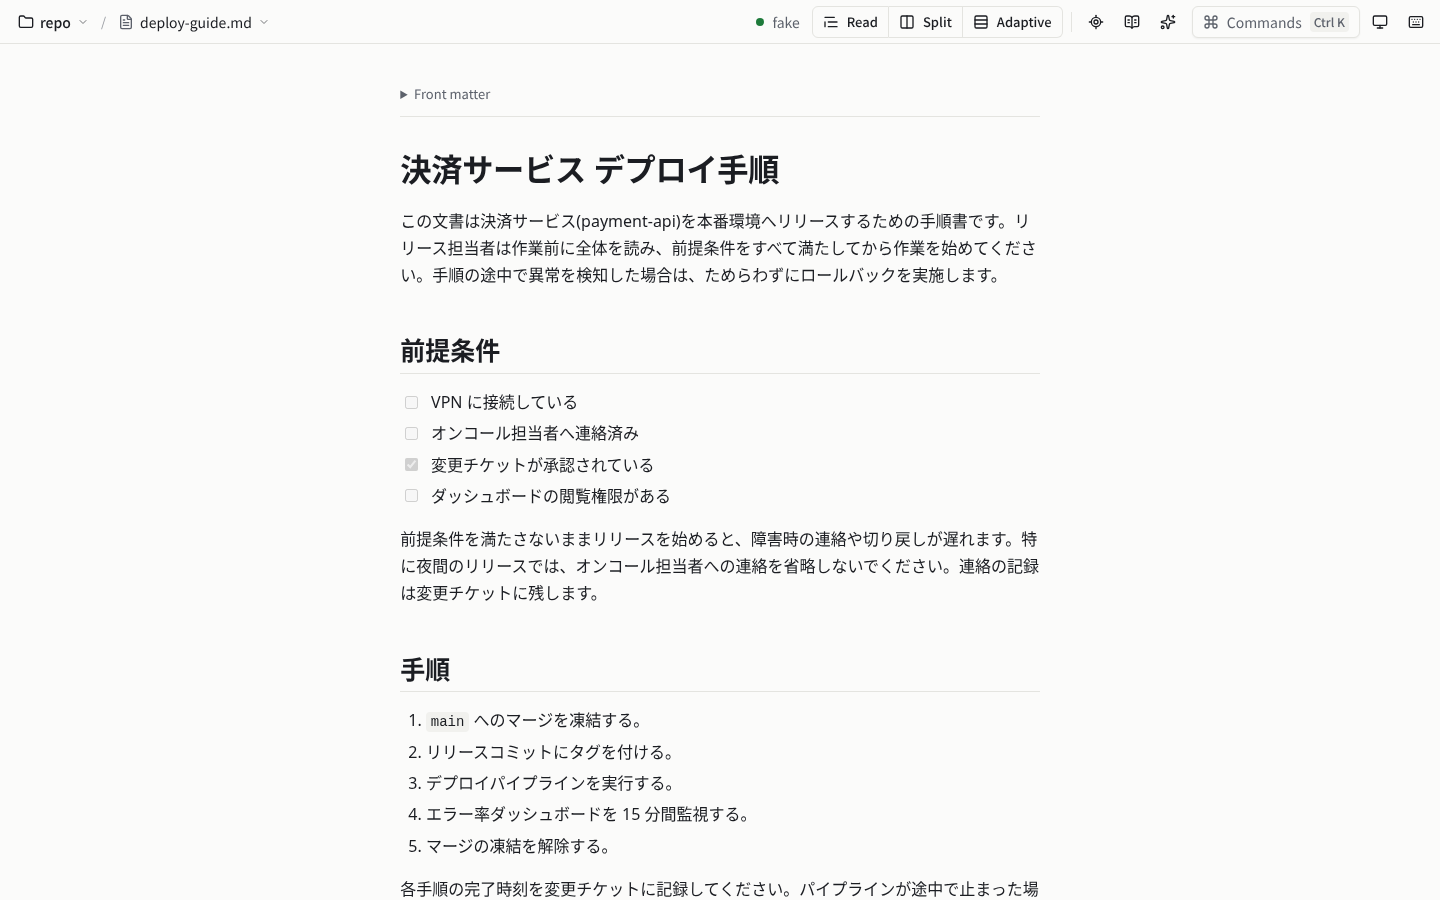 repo / deploy-guide.md fake Read Split Adaptive Commands Ctrl K
Front matter
決済サービス デプロイ手順
この文書は決済サービス(payment-api)を本番環境へリリースするための手順書です。リ
リース担当者は作業前に全体を読み、前提条件をすべて満たしてから作業を始めてくださ
い。手順の途中で異常を検知した場合は、ためらわずにロールバックを実施します。
前提条件
VPN に接続している
オンコール担当者へ連絡済み
変更チケットが承認されている
ダッシュボードの閲覧権限がある
前提条件を満たさないままリリースを始めると、障害時の連絡や切り戻しが遅れます。特
に夜間のリリースでは、オンコール担当者への連絡を省略しないでください。連絡の記録
は変更チケットに残します。
手順
1. main へのマージを凍結する。
2. リリースコミットにタグを付ける。
3. デプロイパイプラインを実行する。
4. エラー率ダッシュボードを 15 分間監視する。
5. マージの凍結を解除する。
各手順の完了時刻を変更チケットに記録してください。パイプラインが途中で止まった場